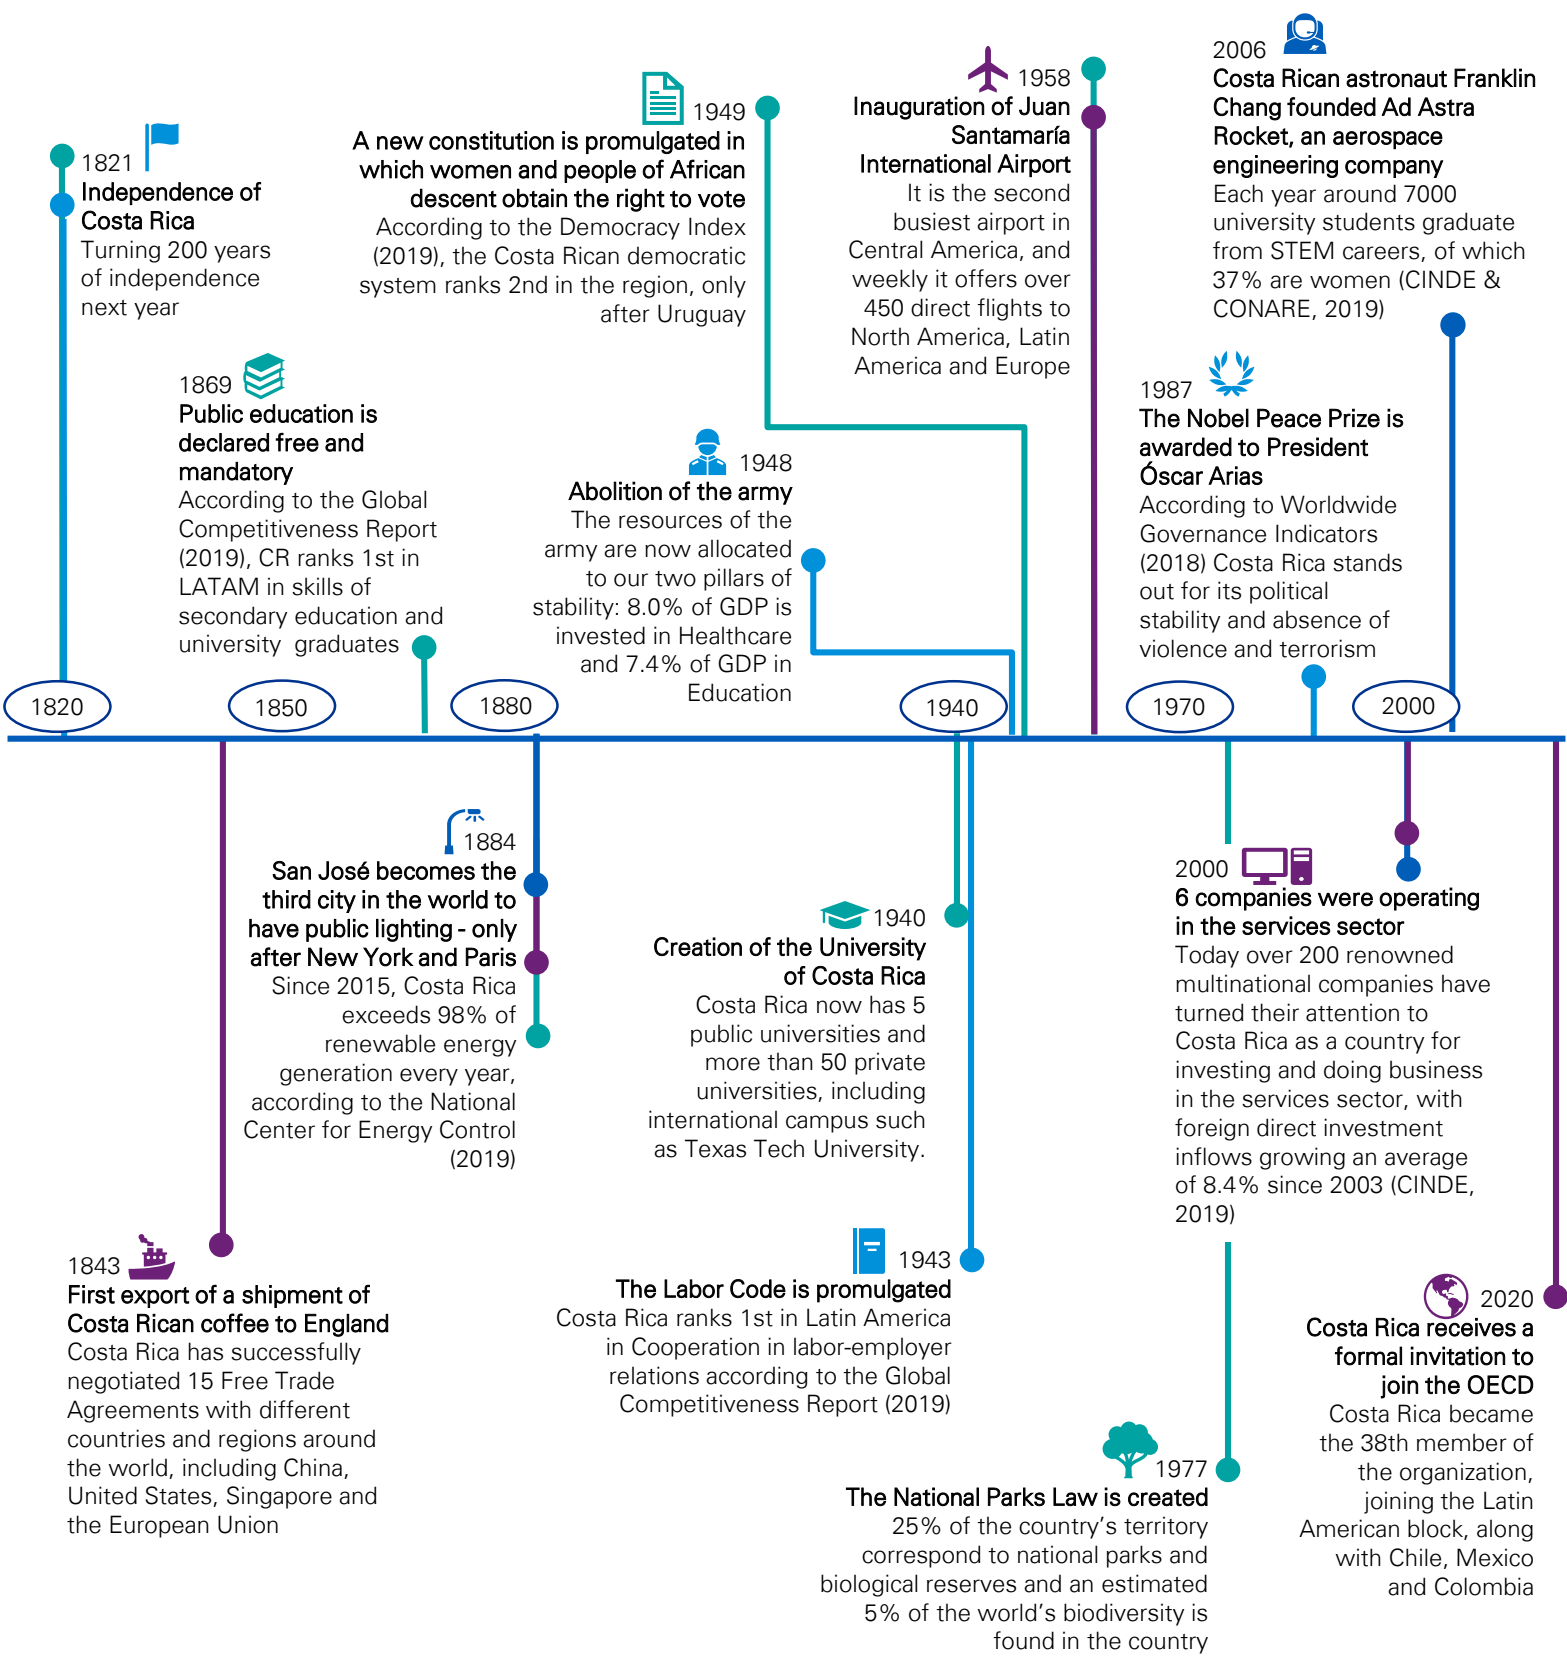 1821
Independence of
Costa Rica
Turning 200 years
of independence
next year
1869
Public education is
declared free and
mandatory
According to the Global
Competitiveness Report
(2019), CR ranks 1st in
LATAM in skills of
secondary education and
university graduates
1949
A new constitution is promulgated in
which women and people of African
descent obtain the right to vote
According to the Democracy Index
(2019), the Costa Rican democratic
system ranks 2nd in the region, only
after Uruguay
1948
Abolition of the army
The resources of the
army are now allocated
to our two pillars of
stability: 8.0% of GDP is
invested in Healthcare
and 7.4% of GDP in
Education
1958
Inauguration of Juan
Santamaría
International Airport
It is the second
busiest airport in
Central America, and
weekly it offers over
450 direct flights to
North America, Latin
America and Europe
2006
Costa Rican astronaut Franklin
Chang founded Ad Astra
Rocket, an aerospace
engineering company
Each year around 7000
university students graduate
from STEM careers, of which
37% are women (CINDE &
CONARE, 2019)
1987
The Nobel Peace Prize is
awarded to President
Óscar Arias
According to Worldwide
Governance Indicators
(2018) Costa Rica stands
out for its political
stability and absence of
violence and terrorism
1820
1850
1880
1940
1970
2000
1884
San José becomes the
third city in the world to
have public lighting - only
after New York and Paris
Since 2015, Costa Rica
exceeds 98% of
renewable energy
generation every year,
according to the National
Center for Energy Control
(2019)
1843
First export of a shipment of
Costa Rican coffee to England
Costa Rica has successfully
negotiated 15 Free Trade
Agreements with different
countries and regions around
the world, including China,
United States, Singapore and
the European Union
1940
Creation of the University
of Costa Rica
Costa Rica now has 5
public universities and
more than 50 private
universities, including
international campus such
as Texas Tech University.
1943
The Labor Code is promulgated
Costa Rica ranks 1st in Latin America
in Cooperation in labor-employer
relations according to the Global
Competitiveness Report (2019)
2000
6 companies were operating
in the services sector
Today over 200 renowned
multinational companies have
turned their attention to
Costa Rica as a country for
investing and doing business
in the services sector, with
foreign direct investment
inflows growing an average
of 8.4% since 2003 (CINDE,
2019)
1977
The National Parks Law is created
25% of the country's territory
correspond to national parks and
biological reserves and an estimated
5% of the world's biodiversity is
found in the country
2020
Costa Rica receives a
formal invitation to
join the OECD
Costa Rica became
the 38th member of
the organization,
joining the Latin
American block, along
with Chile, Mexico
and Colombia